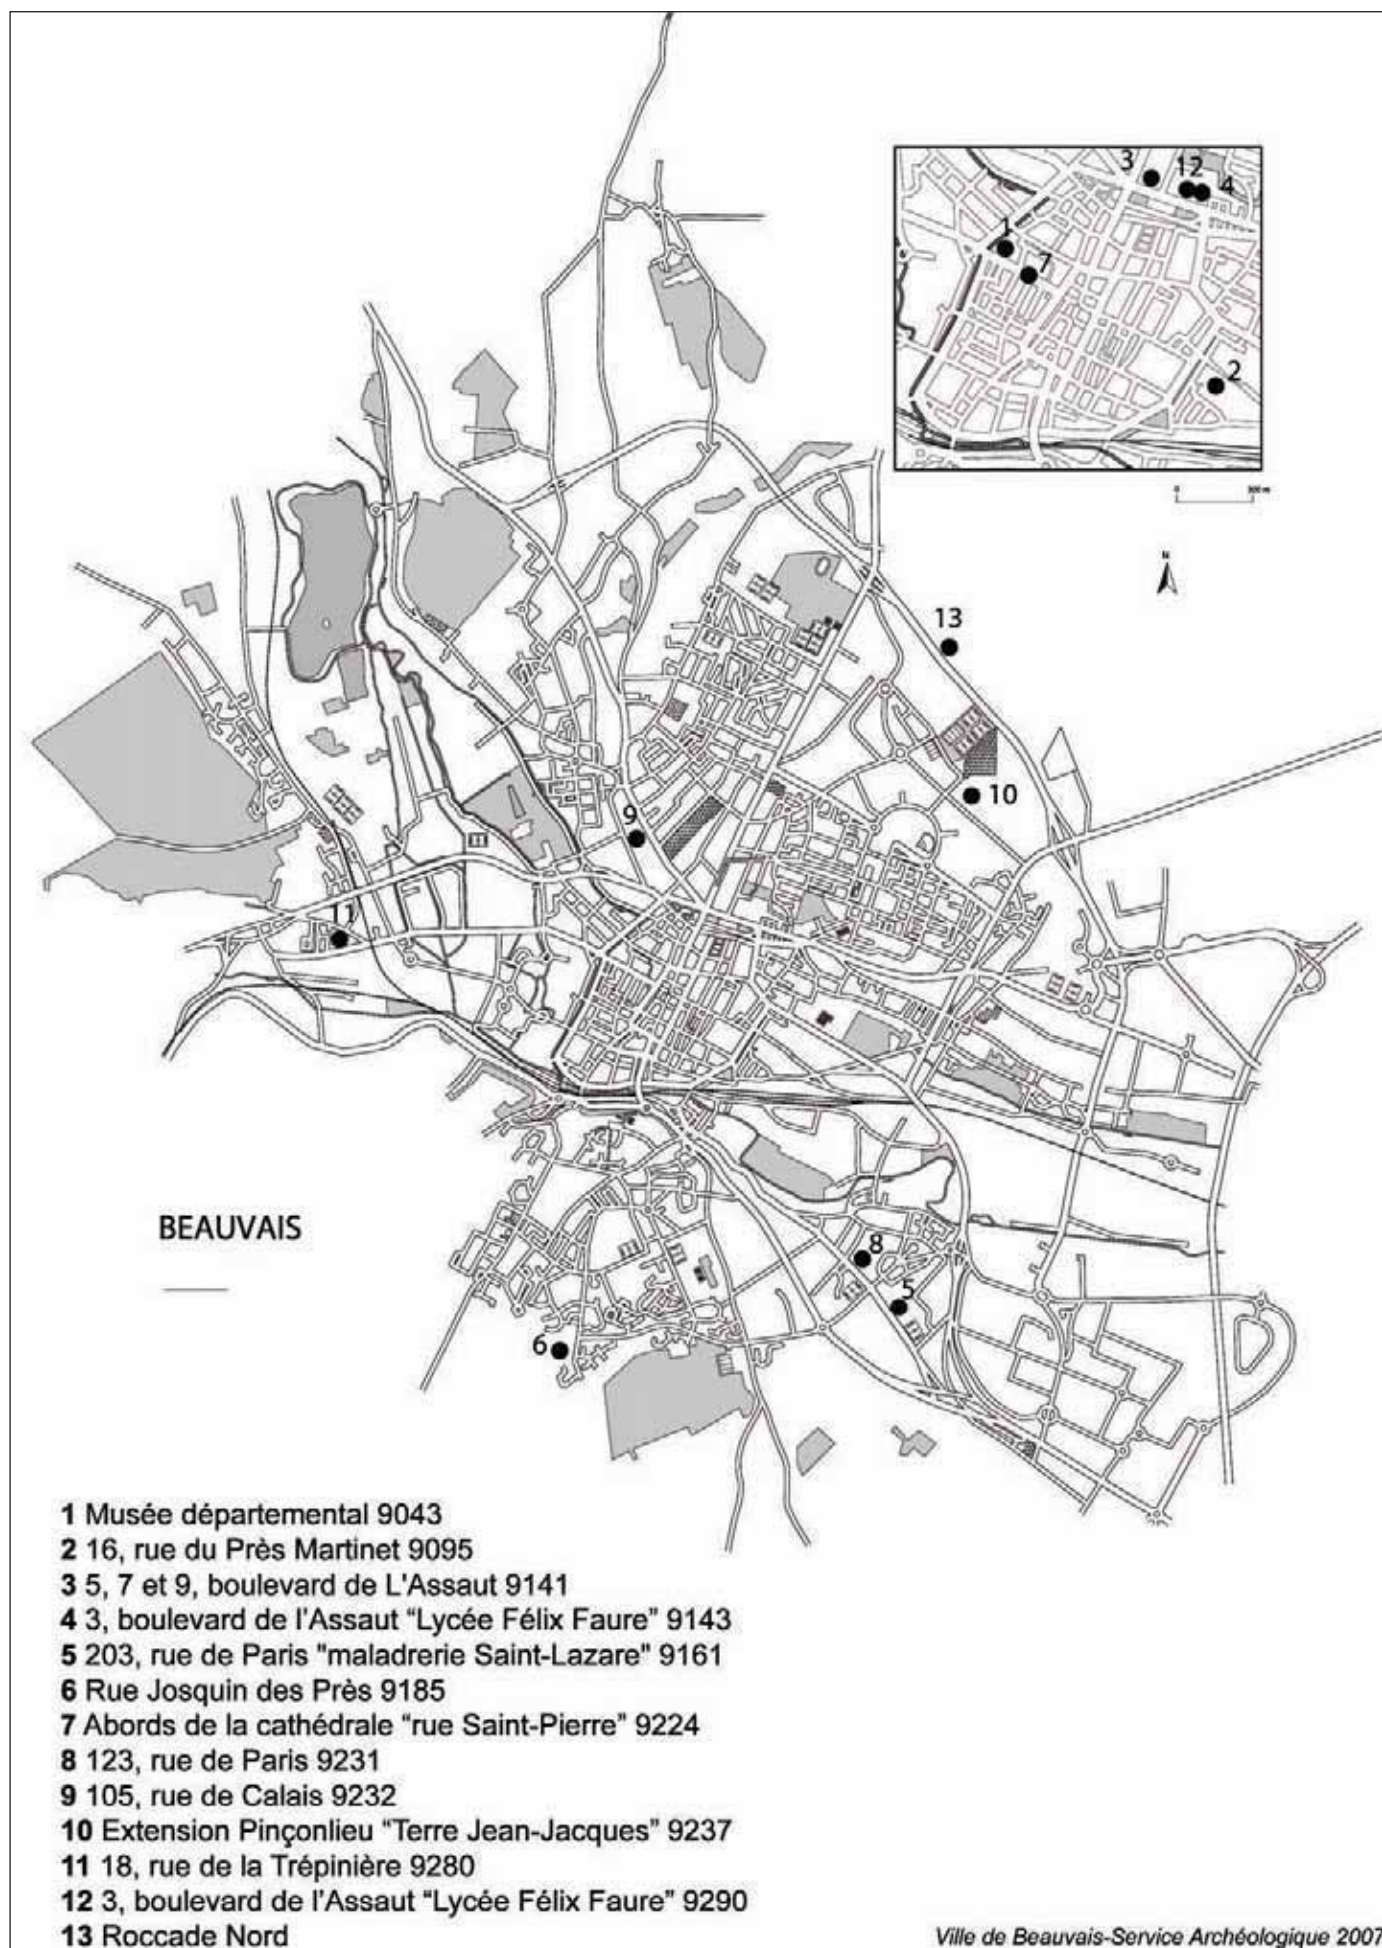 3
12
4
1
7
2
0
N
13
10
9
11
BEAUVAIS
8
5
6
1 Musée départemental 9043
2 16, rue du Près Martinet 9095
3 5, 7 et 9, boulevard de L'Assaut 9141
4 3, boulevard de l'Assaut “Lycée Félix Faure” 9143
5 203, rue de Paris "maladrerie Saint-Lazare" 9161
6 Rue Josquin des Près 9185
7 Abords de la cathédrale “rue Saint-Pierre” 9224
8 123, rue de Paris 9231
9 105, rue de Calais 9232
10 Extension Pinçonlieu “Terre Jean-Jacques” 9237
11 18, rue de la Trépinière 9280
12 3, boulevard de l'Assaut “Lycée Félix Faure” 9290
13 Roccade Nord
Ville de Beauvais-Service Archéologique 2007